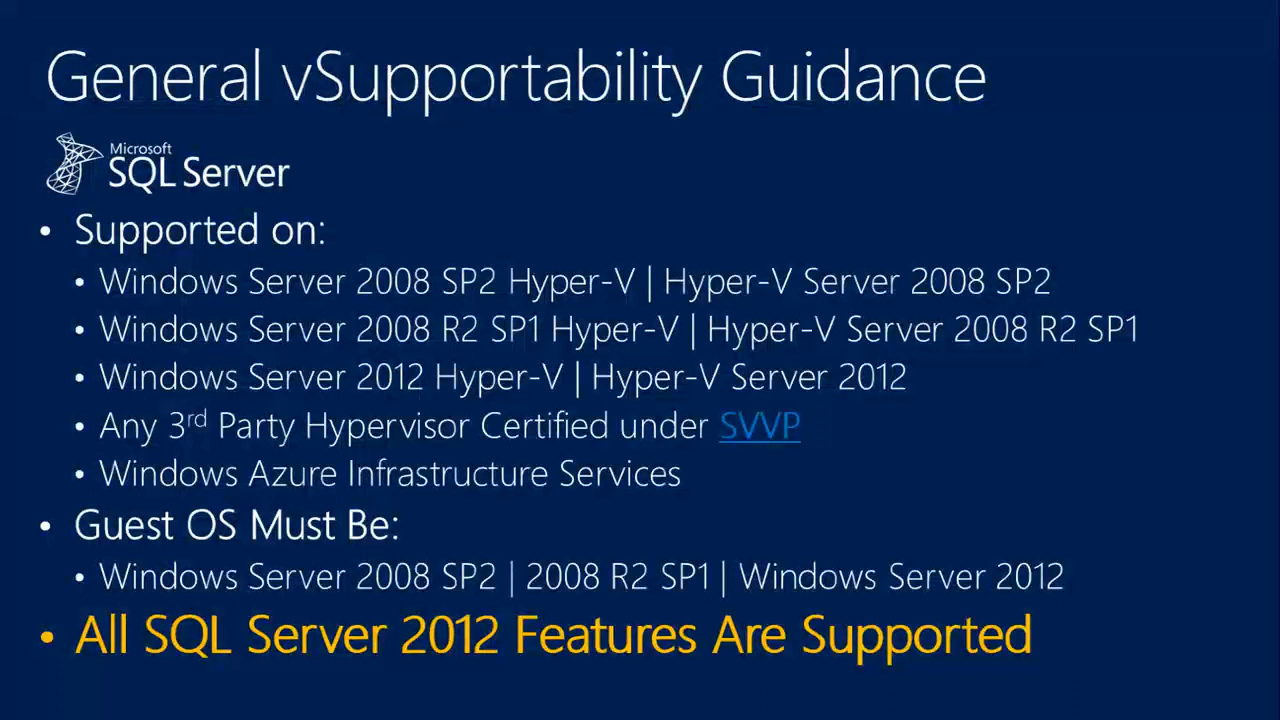 General vSupportability Guidance
Microsoft
SQL Server
• Supported on:
• Windows Server 2008 SP2 Hyper-V | Hyper-V Server 2008 SP2
• Windows Server 2008 R2 SP1 Hyper-V | Hyper-V Server 2008 R2 SP1
• Windows Server 2012 Hyper-V | Hyper-V Server 2012
• Any 3rd Party Hypervisor Certified under SVVP
• Windows Azure Infrastructure Services
• Guest OS Must Be:
• Windows Server 2008 SP2 | 2008 R2 SP1 | Windows Server 2012
• All SQL Server 2012 Features Are Supported